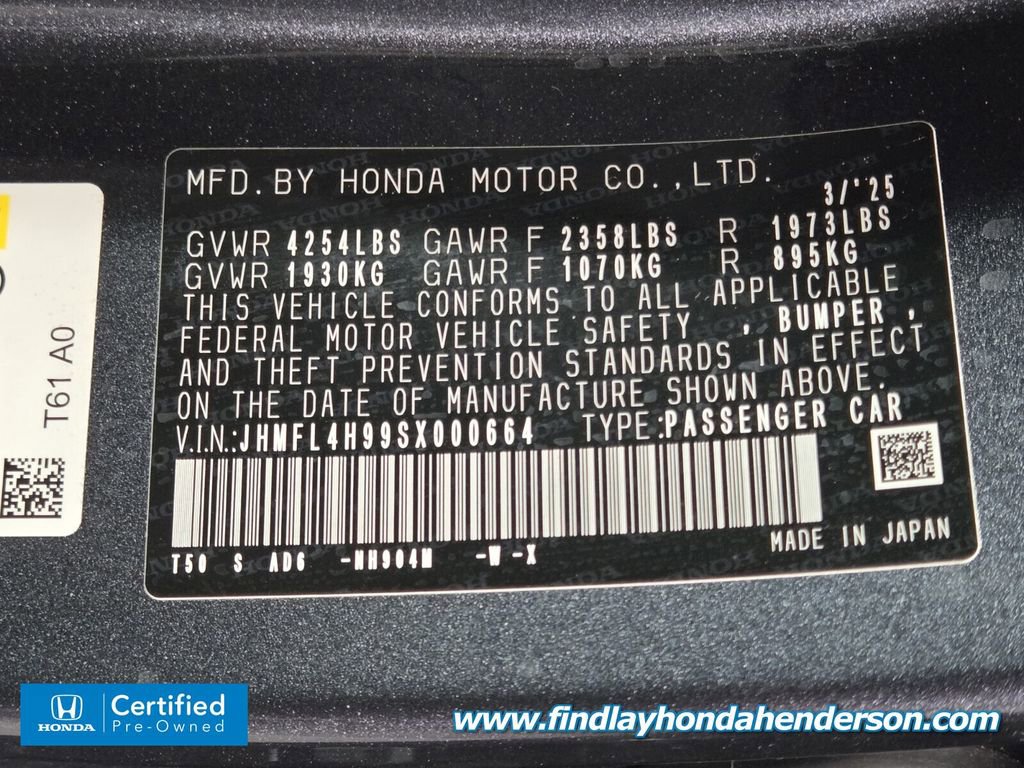 MFD. BY HONDA MOTOR CO., LTD.
3/'25
GVWR 4254LBS GAWR F 2358LBS R 1973LBS
GVWR 1930KG GAWR F 1070KG R 895KG
THIS VEHICLE CONFORMS TO ALL APPLICABLE
FEDERAL MOTOR VEHICLE SAFETY , BUMPER ,
AND THEFT PREVENTION STANDARDS IN EFFECT
ON THE DATE OF MANUFACTURE SHOWN ABOVE.
V.I.N.:JHMFL4H99SX000664 TYPE:PASSENGER CAR
MADE IN JAPAN
T50 S AD6 -NH904M -W -X
T61 A0
HONDA
Certified
Pre-Owned
www.findlayhondahenderson.com